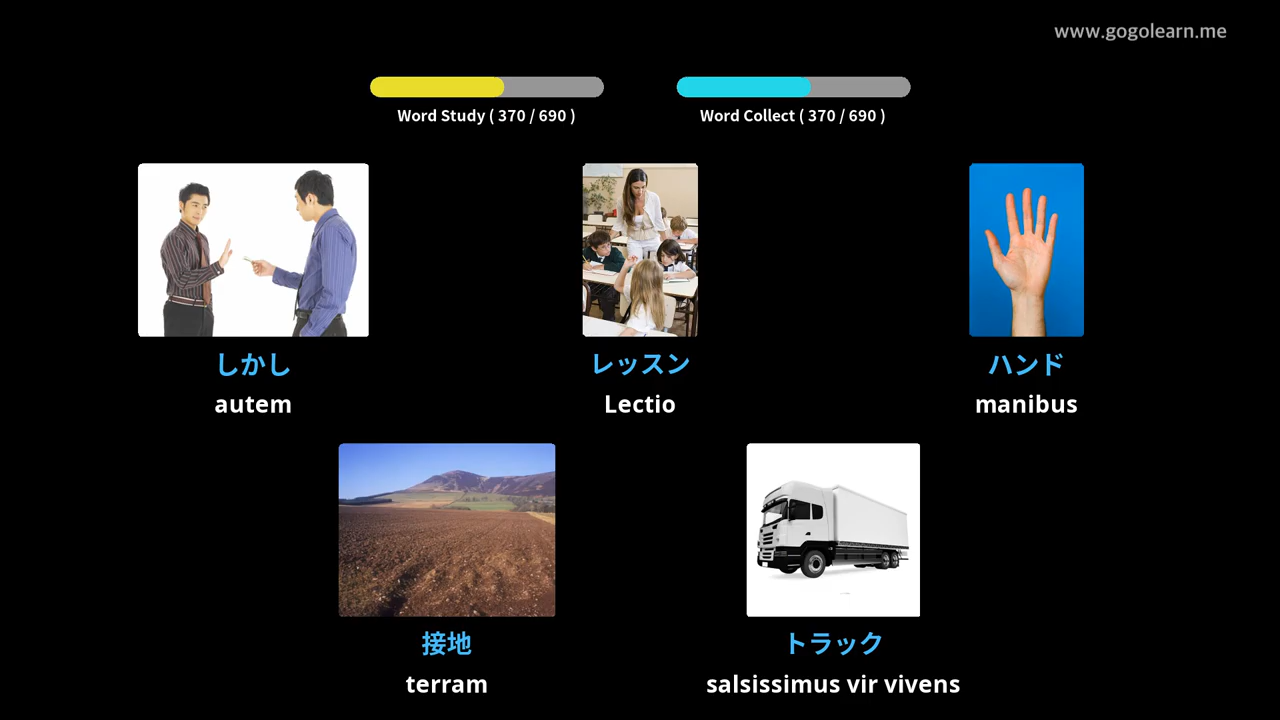 www.gogolearn.me
Word Study ( 370 / 690 )
Word Collect ( 370 / 690 )
しかし
autem
レッスン
Lectio
ハンド
manibus
接地
terram
トラック
salsissimus vir vivens